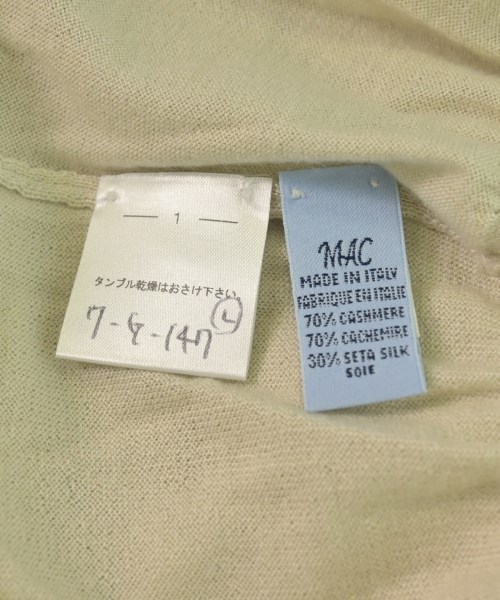 — 1 —
タンブル乾燥はおさけ下さい
7-6-147 L
MAC
MADE IN ITALY
FABRIQUE EN ITALIE
70% CASHMERE
70% CACHEMIRE
30% SETA SILK
SOIE